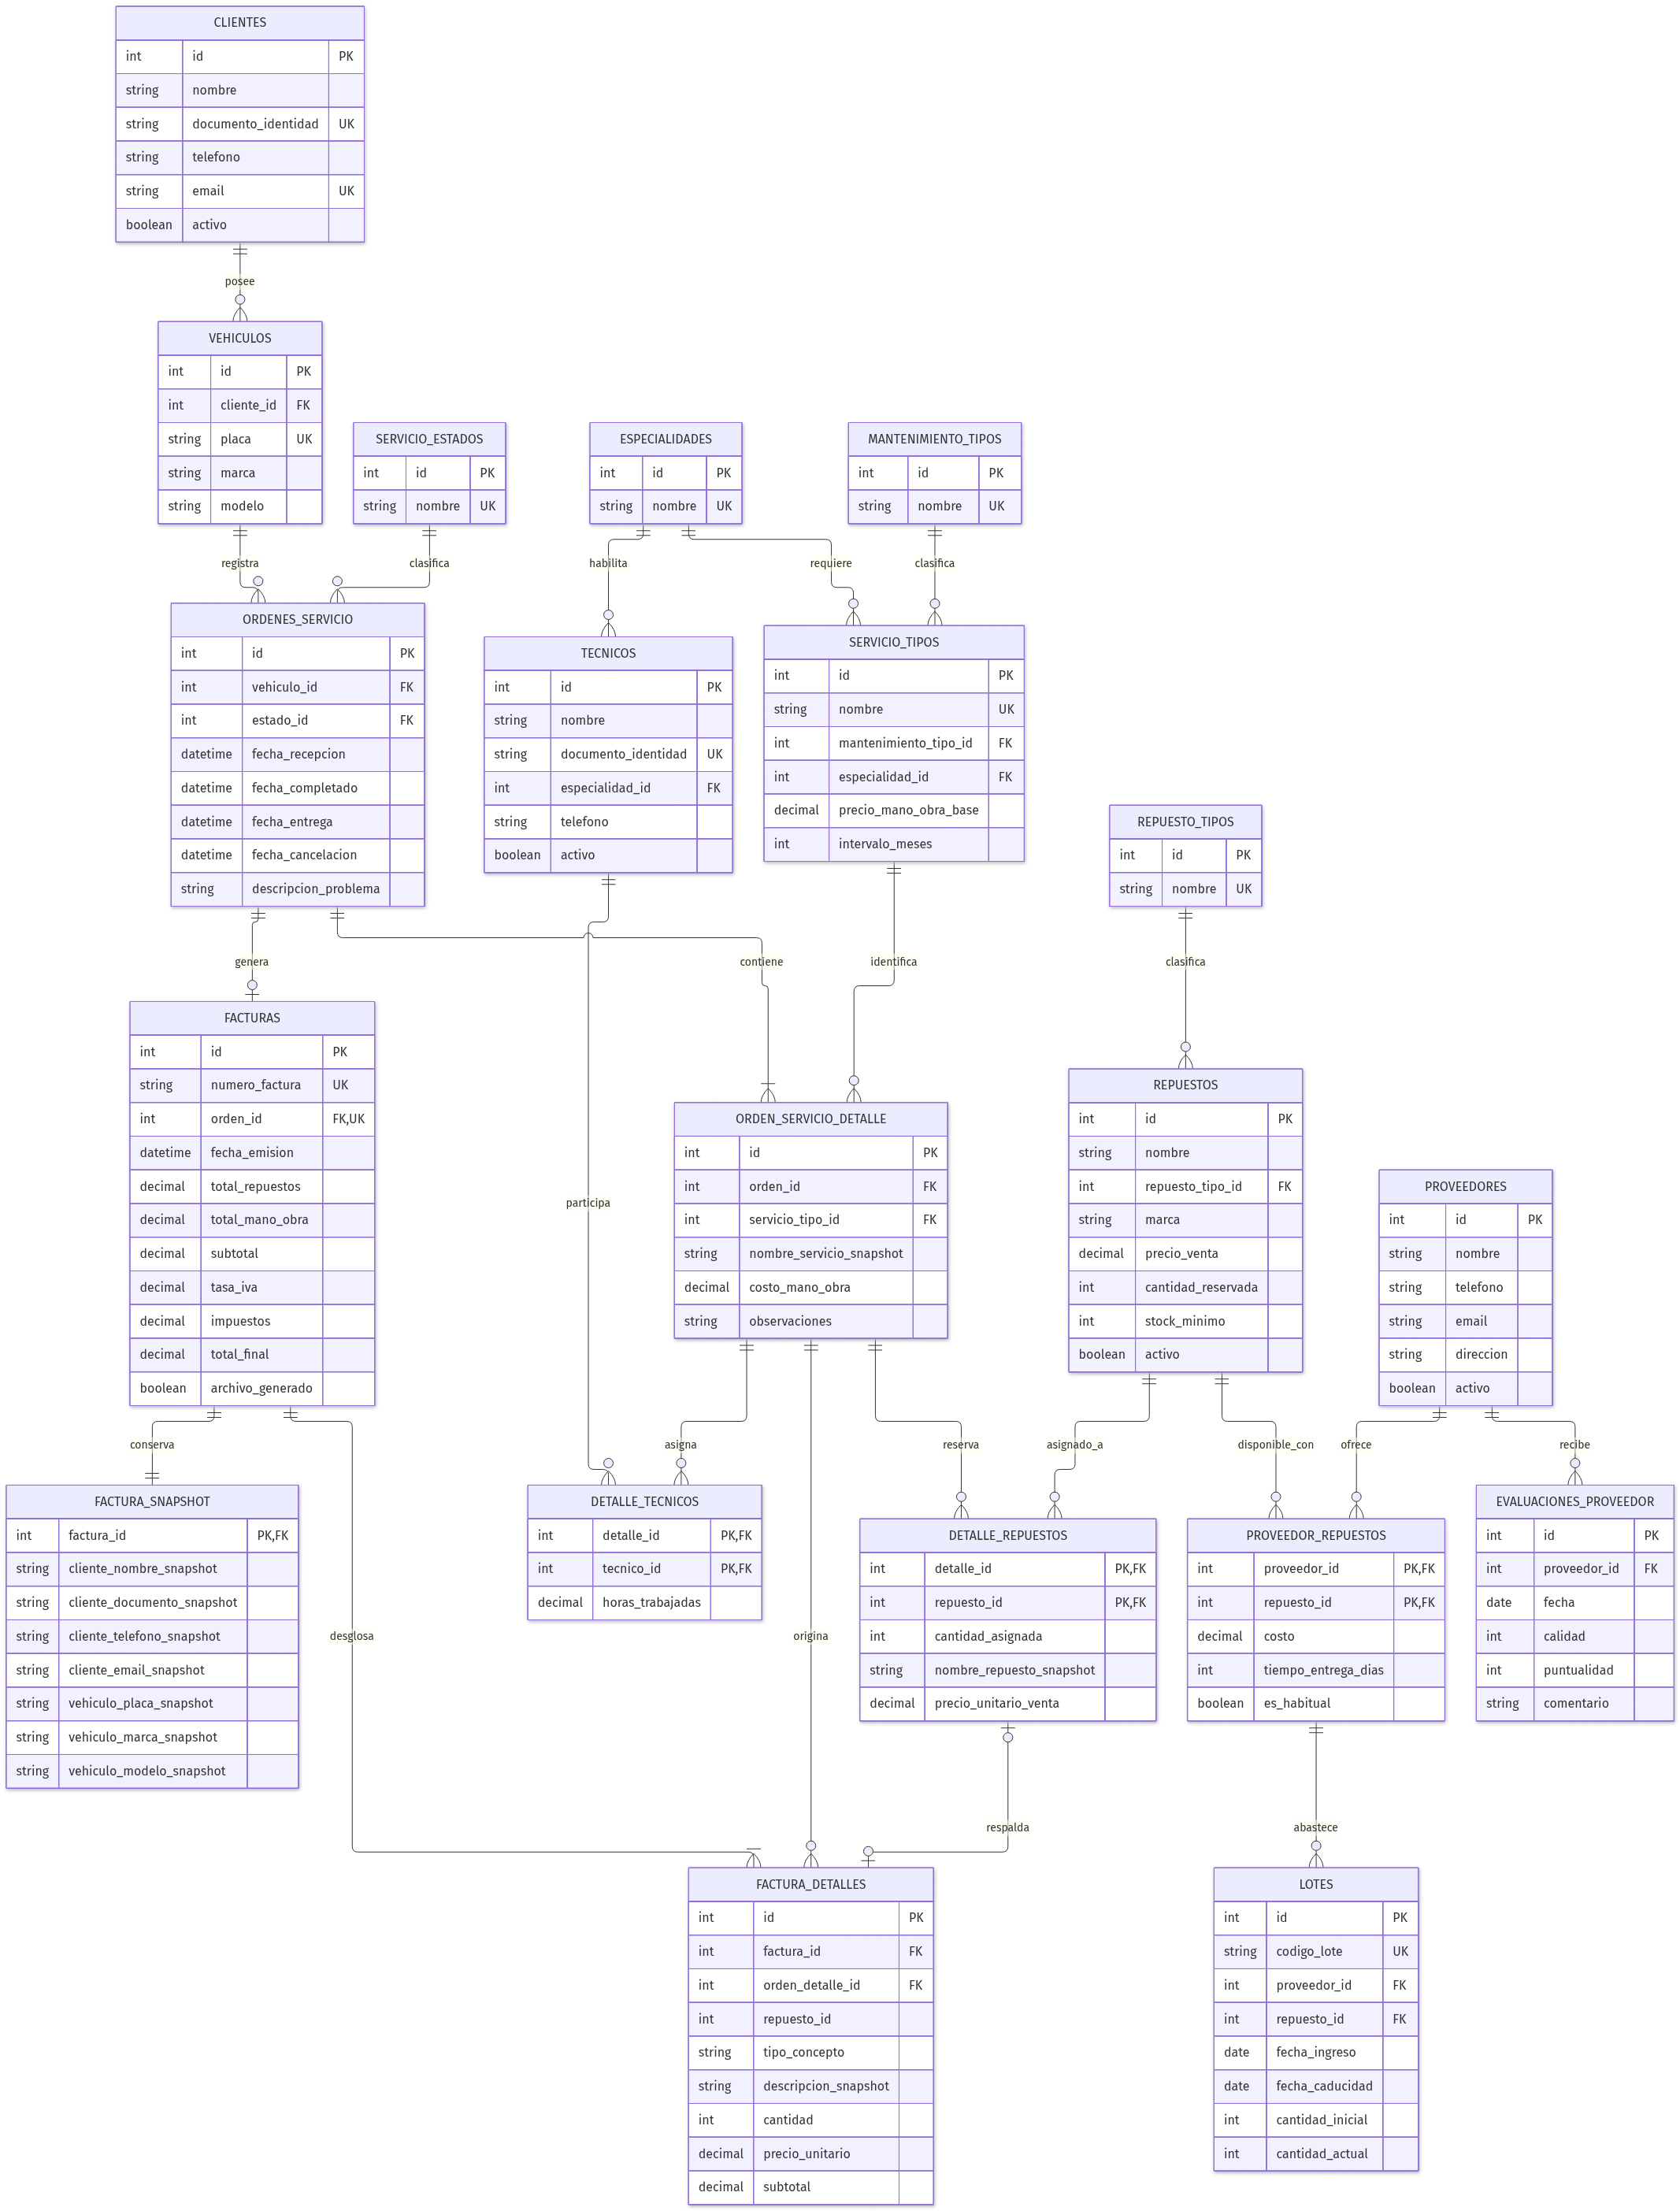 CLIENTES
int id PK
string nombre
string documento_identidad UK
string telefono
string email UK
boolean activo
posee
VEHICULOS
int id PK
int cliente_id FK
string placa UK
string marca
string modelo
SERVICIO_ESTADOS
int id PK
string nombre UK
ESPECIALIDADES
int id PK
string nombre UK
MANTENIMIENTO_TIPOS
int id PK
string nombre UK
registra
clasifica
habilita
requiere
clasifica
ORDENES_SERVICIO
int id PK
int vehiculo_id FK
int estado_id FK
datetime fecha_recepcion
datetime fecha_completado
datetime fecha_entrega
datetime fecha_cancelacion
string descripcion_problema
TECNICOS
int id PK
string nombre
string documento_identidad UK
int especialidad_id FK
string telefono
boolean activo
SERVICIO_TIPOS
int id PK
string nombre UK
int mantenimiento_tipo_id FK
int especialidad_id FK
decimal precio_mano_obra_base
int intervalo_meses
REPUESTO_TIPOS
int id PK
string nombre UK
genera
contiene
identifica
clasifica
FACTURAS
int id PK
string numero_factura UK
int orden_id FK,UK
datetime fecha_emision
decimal total_repuestos
decimal total_mano_obra
decimal subtotal
decimal tasa_iva
decimal impuestos
decimal total_final
boolean archivo_generado
participa
ORDEN_SERVICIO_DETALLE
int id PK
int orden_id FK
int servicio_tipo_id FK
string nombre_servicio_snapshot
decimal costo_mano_obra
string observaciones
REPUESTOS
int id PK
string nombre
int repuesto_tipo_id FK
string marca
decimal precio_venta
int cantidad_reservada
int stock_minimo
boolean activo
PROVEEDORES
int id PK
string nombre
string telefono
string email
string direccion
boolean activo
conserva
asigna
reserva
asignado_a
disponible_con
ofrece
recibe
FACTURA_SNAPSHOT
int factura_id PK,FK
string cliente_nombre_snapshot
string cliente_documento_snapshot
string cliente_telefono_snapshot
string cliente_email_snapshot
string vehiculo_placa_snapshot
string vehiculo_marca_snapshot
string vehiculo_modelo_snapshot
desglosa
DETALLE_TECNICOS
int detalle_id PK,FK
int tecnico_id PK,FK
decimal horas_trabajadas
origina
DETALLE_REPUESTOS
int detalle_id PK,FK
int repuesto_id PK,FK
int cantidad_asignada
string nombre_repuesto_snapshot
decimal precio_unitario_venta
PROVEEDOR_REPUESTOS
int proveedor_id PK,FK
int repuesto_id PK,FK
decimal costo
int tiempo_entrega_dias
boolean es_habitual
EVALUACIONES_PROVEEDOR
int id PK
int proveedor_id FK
date fecha
int calidad
int puntualidad
string comentario
respalda
abastece
FACTURA_DETALLES
int id PK
int factura_id FK
int orden_detalle_id FK
int repuesto_id
string tipo_concepto
string descripcion_snapshot
int cantidad
decimal precio_unitario
decimal subtotal
LOTES
int id PK
string codigo_lote UK
int proveedor_id FK
int repuesto_id FK
date fecha_ingreso
date fecha_caducidad
int cantidad_inicial
int cantidad_actual